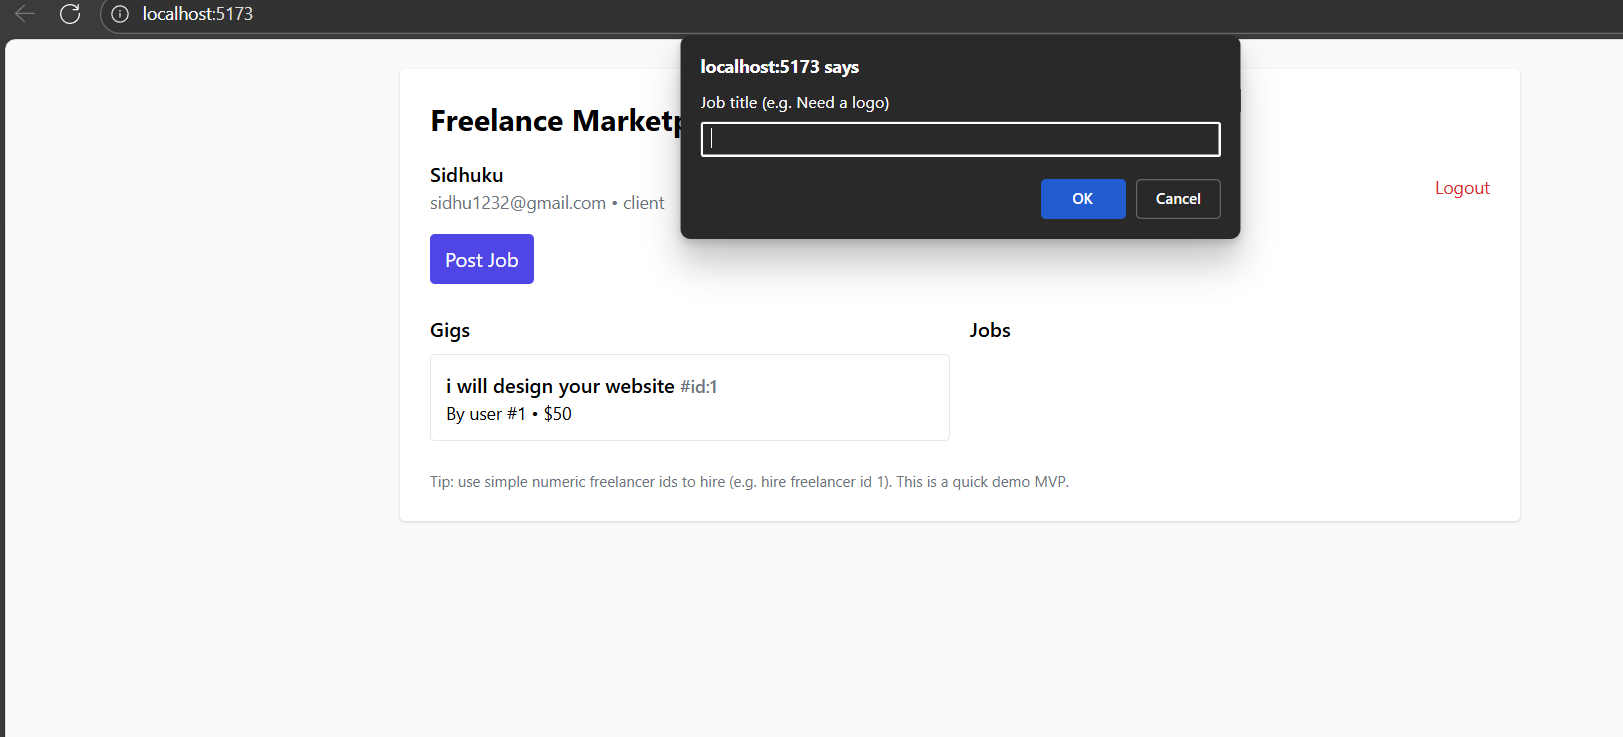 localhost:5173
localhost:5173 says
Job title (e.g. Need a logo)
OK
Cancel
Freelance Marketp
Sidhuku
sidhu1232@gmail.com • client
Logout
Post Job
Gigs
Jobs
i will design your website #id:1
By user #1 • $50
Tip: use simple numeric freelancer ids to hire (e.g. hire freelancer id 1). This is a quick demo MVP.